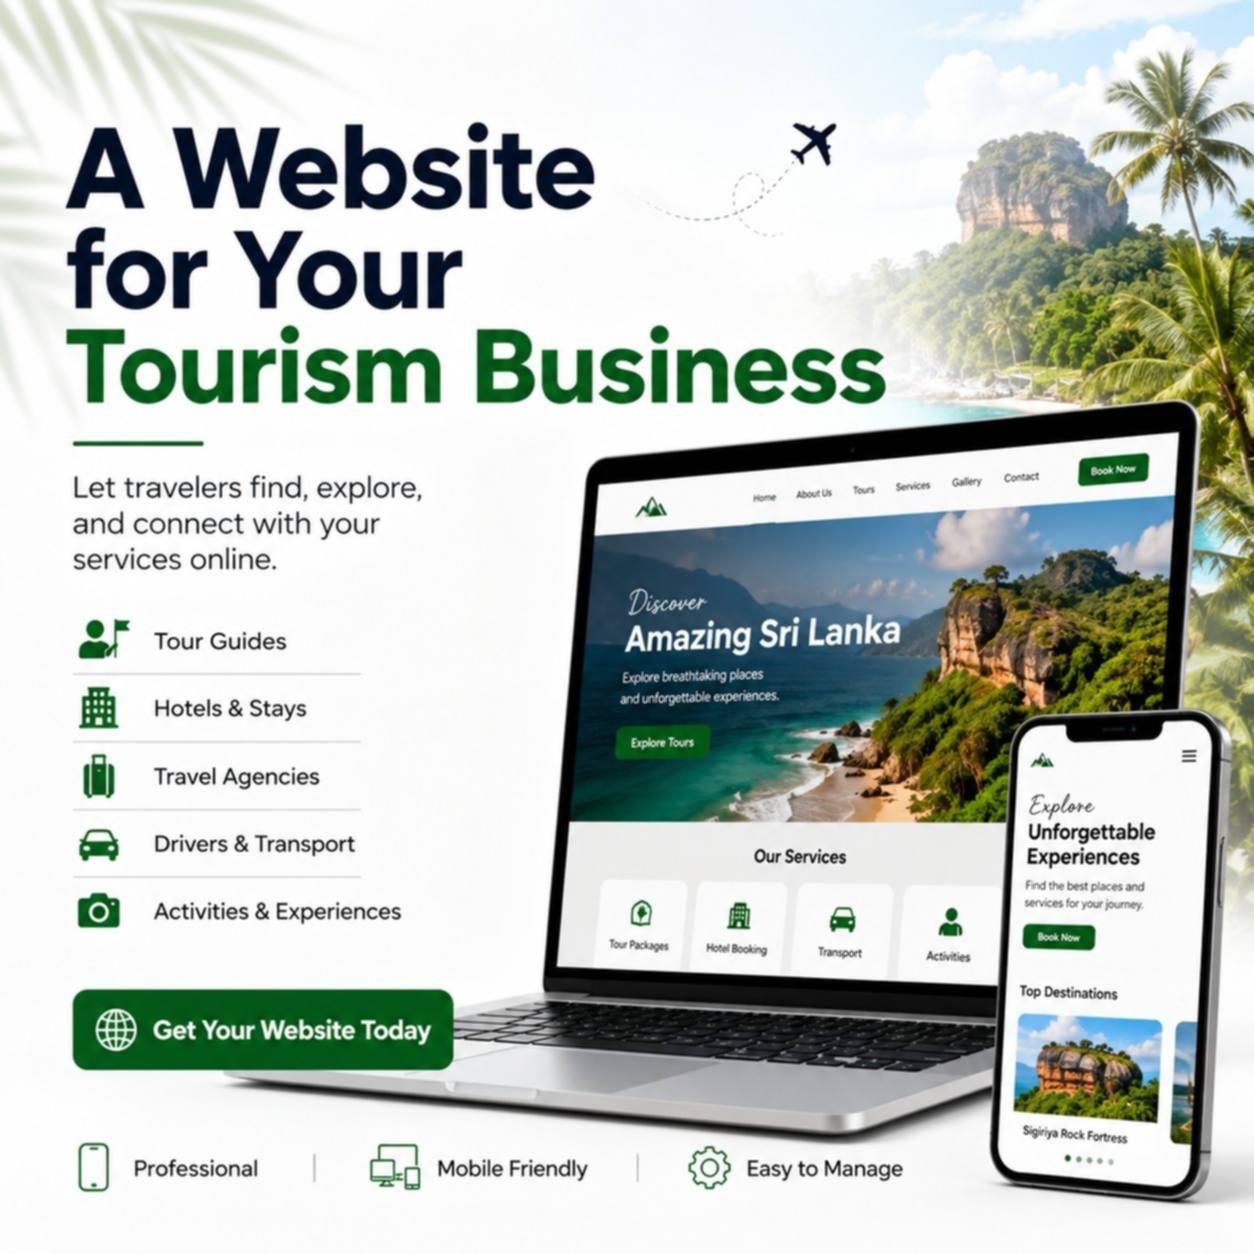 A Website
for Your
Tourism Business
Let travelers find, explore,
and connect with your
services online.
Tour Guides
Hotels & Stays
Travel Agencies
Drivers & Transport
Activities & Experiences
Get Your Website Today
Professional
Mobile Friendly
Easy to Manage
Home About Us Tours Services Gallery Contact Book Now
Discover
Amazing Sri Lanka
Explore breathtaking places
and unforgettable experiences.
Explore Tours
Our Services
Tour Packages Hotel Booking Transport Activities
Explore
Unforgettable
Experiences
Find the best places and
services for your journey.
Book Now
Top Destinations
Sigiriya Rock Fortress